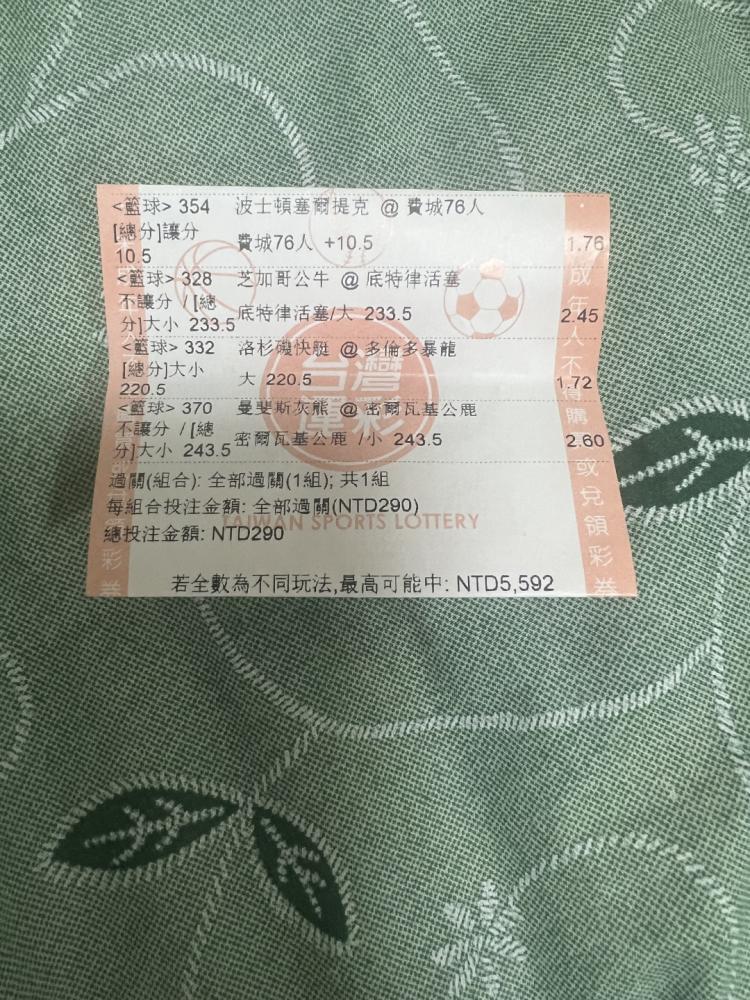 <籃球> 354 波士頓塞爾提克 @ 費城76人
[總分]讓分
10.5 費城76人 +10.5 1.76
<籃球> 328 芝加哥公牛 @ 底特律活塞
不讓分 / [總
分]大小 233.5 底特律活塞/大 233.5 2.45
<籃球> 332 洛杉磯快艇 @ 多倫多暴龍
[總分]大小
220.5 大 220.5 1.72
<籃球> 370 曼斐斯灰熊 @ 密爾瓦基公鹿
不讓分 / [總
分]大小 243.5 密爾瓦基公鹿 /小 243.5 2.60
過關(組合): 全部過關(1組); 共1組
每組合投注金額: 全部過關(NTD290)
總投注金額: NTD290
若全數為不同玩法,最高可能中: NTD5,592
台灣
運彩
TAIWAN SPORTS LOTTERY
成年人不得購
或兌領彩券